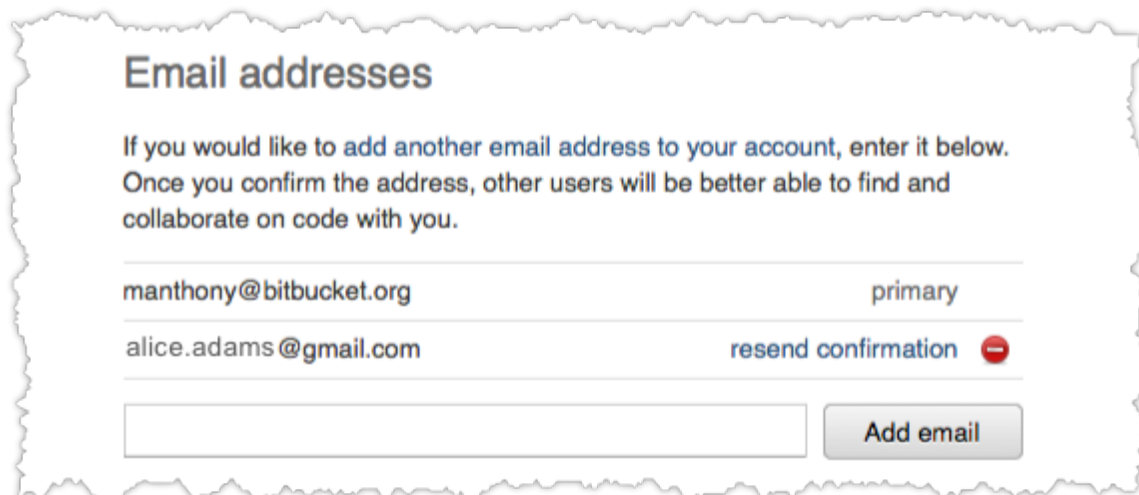 Email addresses
If you would like to add another email address to your account, enter it below.
Once you confirm the address, other users will be better able to find and
collaborate on code with you.
manthony@bitbucket.org primary
alice.adams@gmail.com resend confirmation
Add email